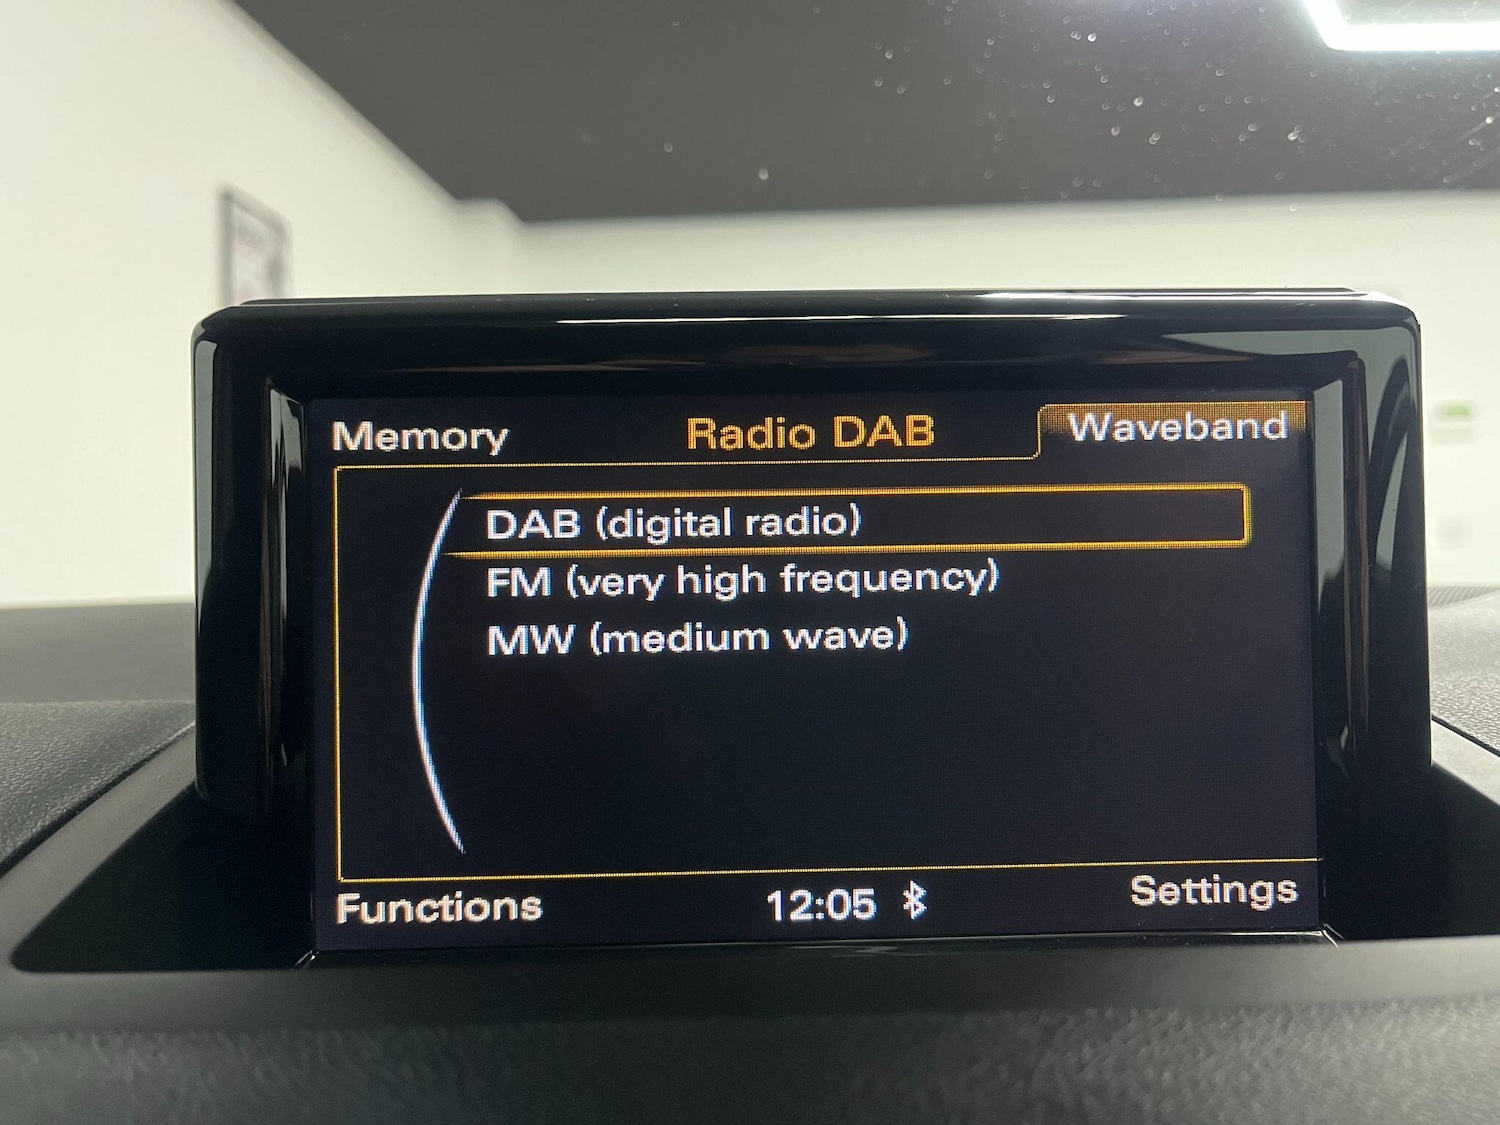 Memory
Radio DAB
Waveband
DAB (digital radio)
FM (very high frequency)
MW (medium wave)
Functions
12:05
Settings